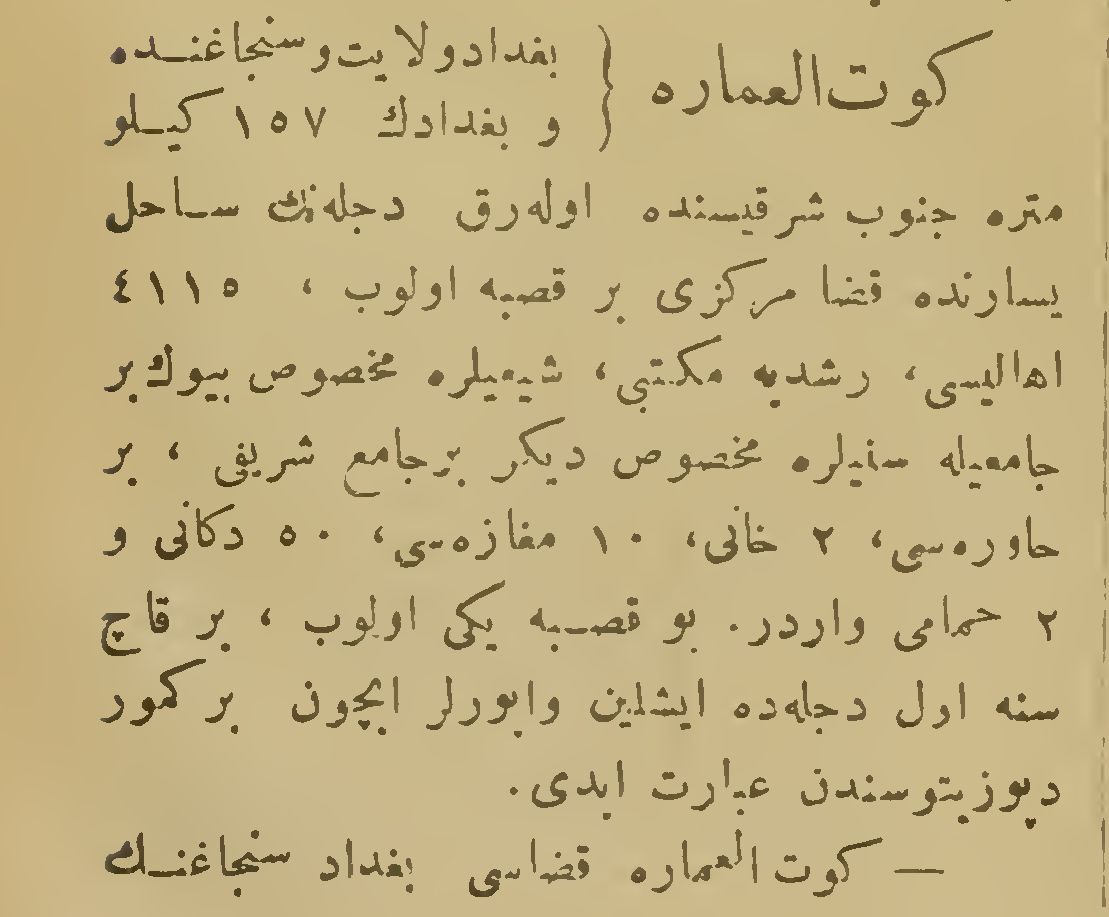 كوت العماره { بغداد ولايت و سنجاغنده
و بغدادك ١٥٧ كيلو
متره جنوب شرقيسنده اوله‌رق دجله‌نك ساحل
يسارنده قضا مركزى بر قصبه اولوب ، ٤١١٥
اهاليسى، رشديه مكتبى، شيعيلره مخصوص بيوك بر
جامعيله سنيلره مخصوص ديكر بر جامع شريفى ، بر
حاوره‌سى، ٢ خانى، ١٠ مغازه‌سى، ٥٠ دكانى و
٢ حمامى واردر. بو قصبه يكى اولوب ، بر قاچ
سنه اول دجله‌ده ايشلين واپورلر ايچون بر كمور
دپوزيتوسندن عبارت ايدى.
— كوت العماره قضاسى بغداد سنجاغنك